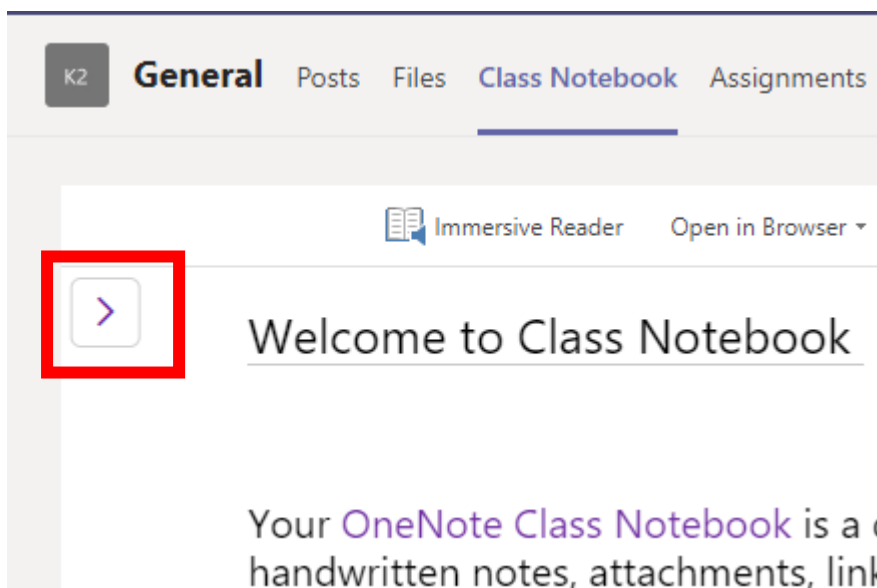 K2 General Posts Files Class Notebook Assignments
Immersive Reader Open in Browser
Welcome to Class Notebook
Your OneNote Class Notebook is a
handwritten notes, attachments,